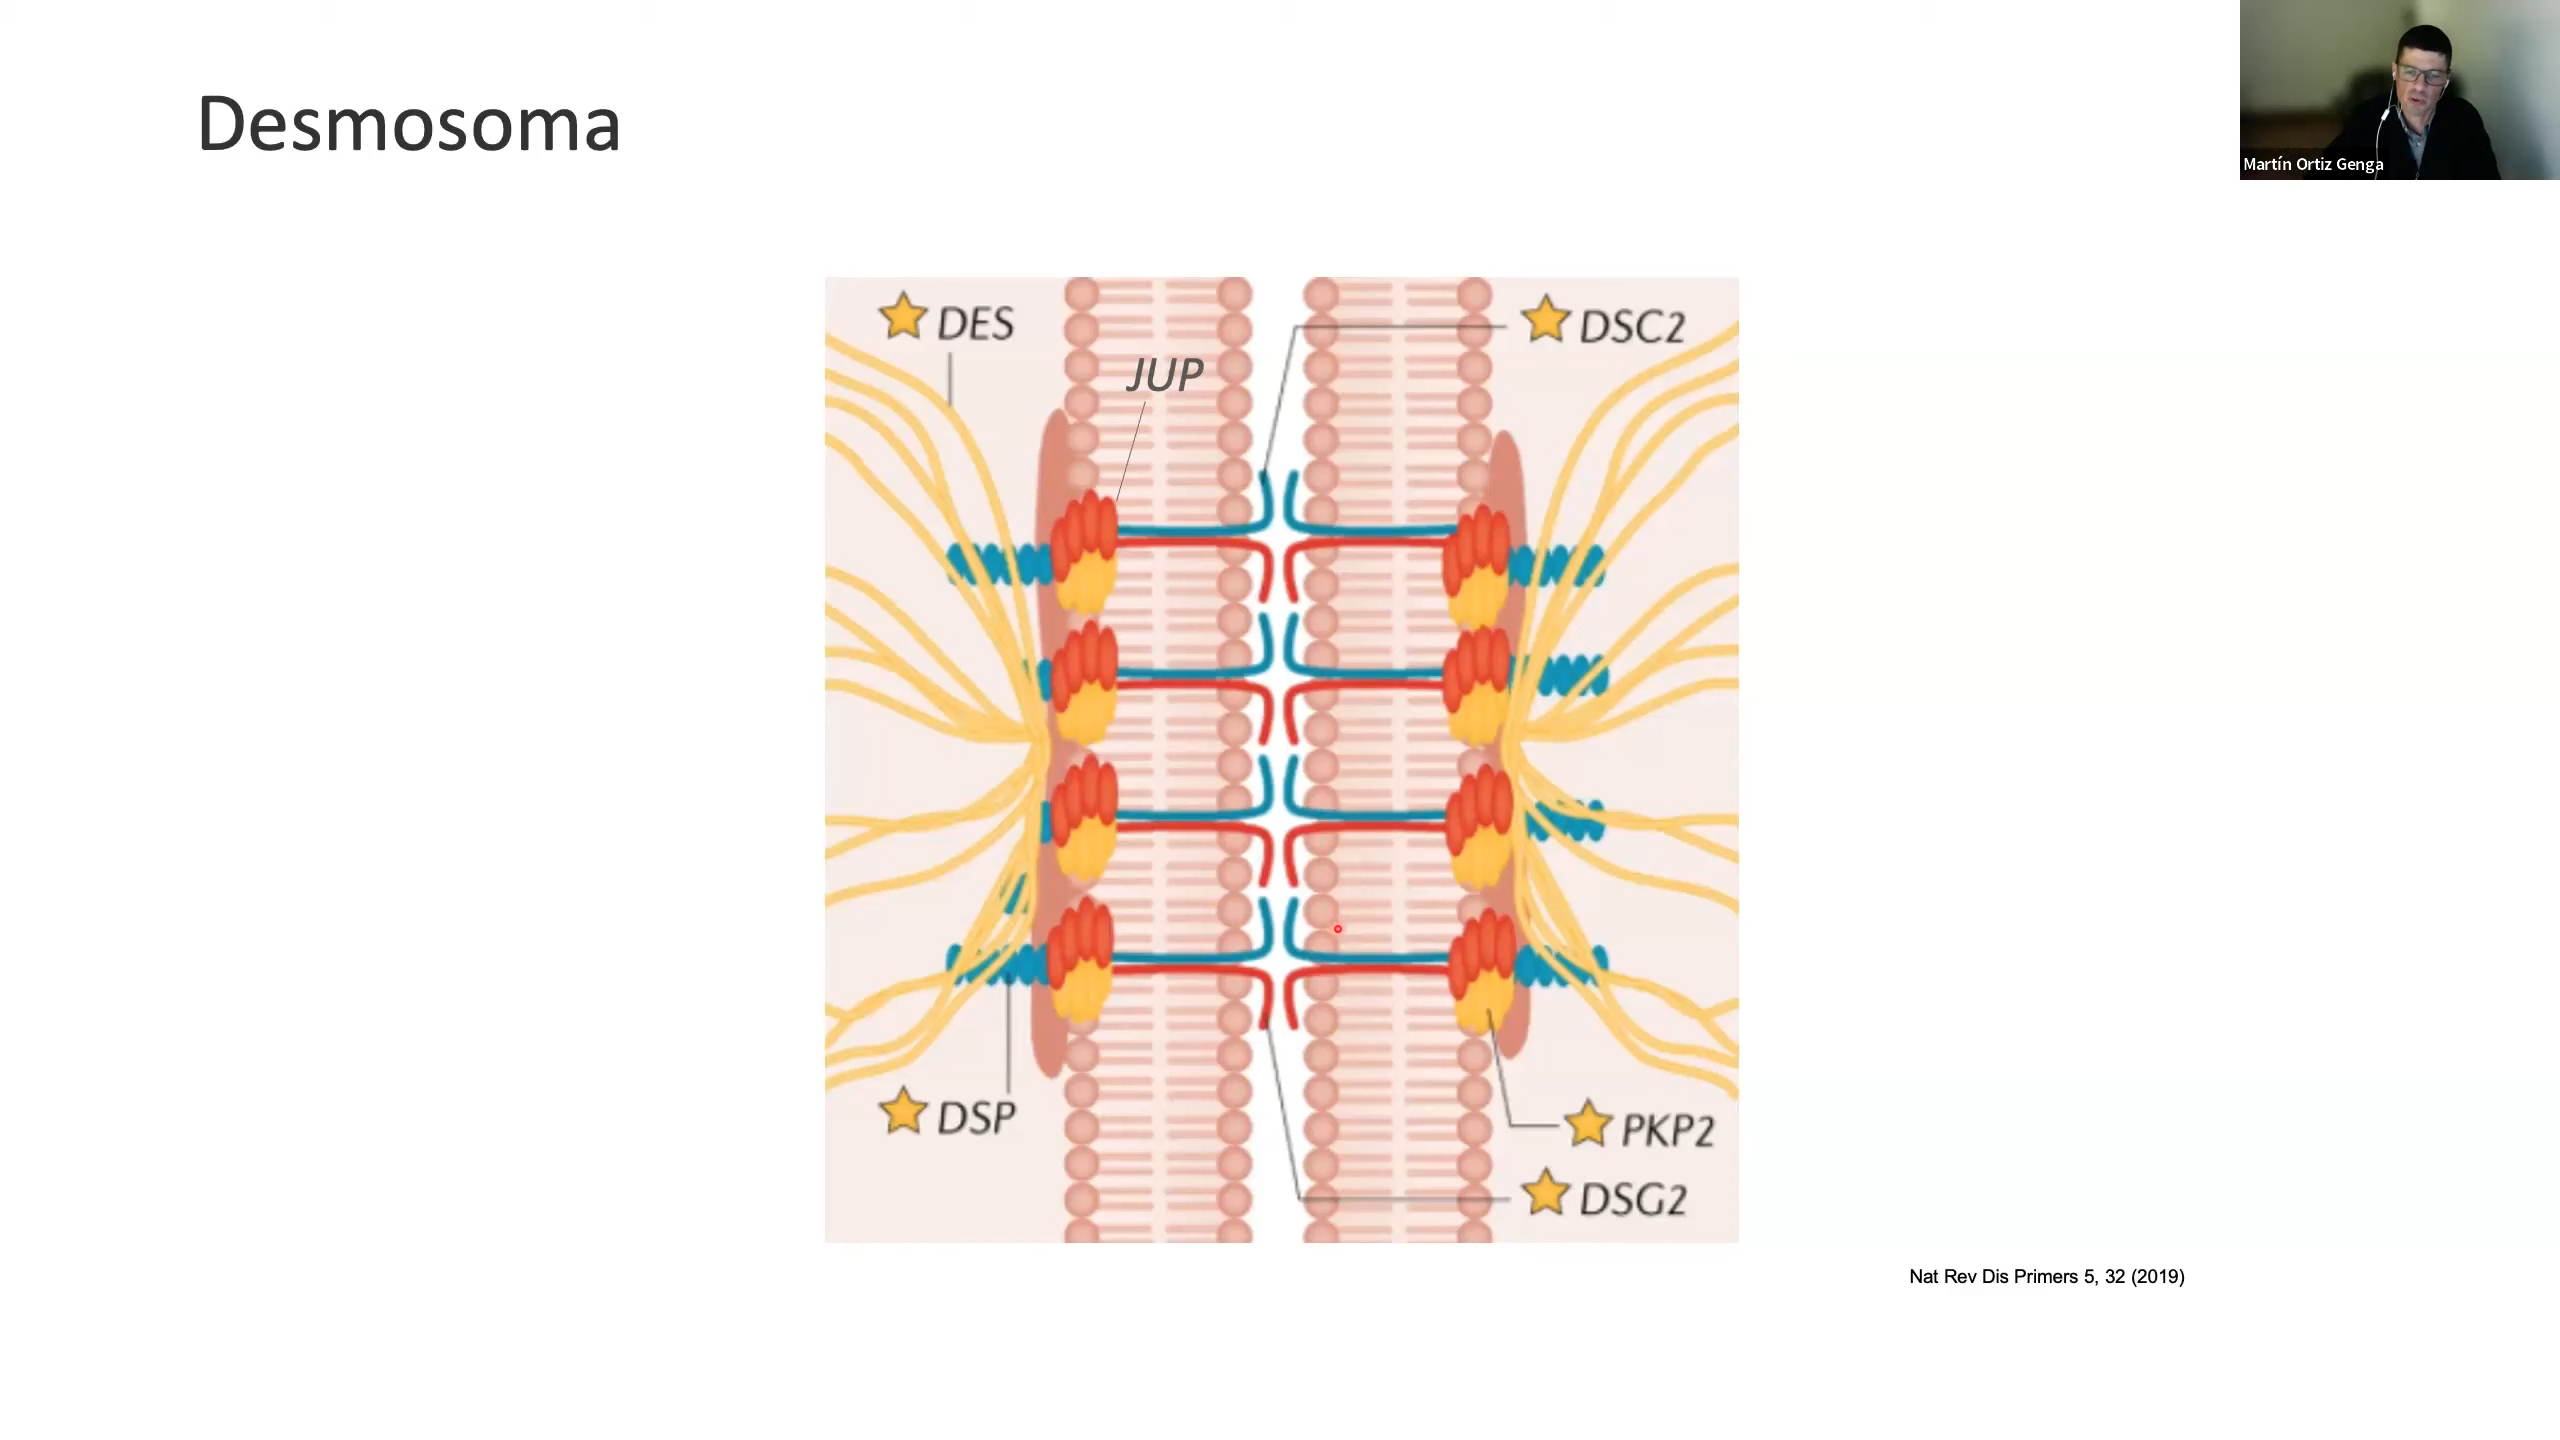 Desmosoma
Martín Ortiz Genga
DES
DSC2
JUP
DSP
PKP2
DSG2
Nat Rev Dis Primers 5, 32 (2019)